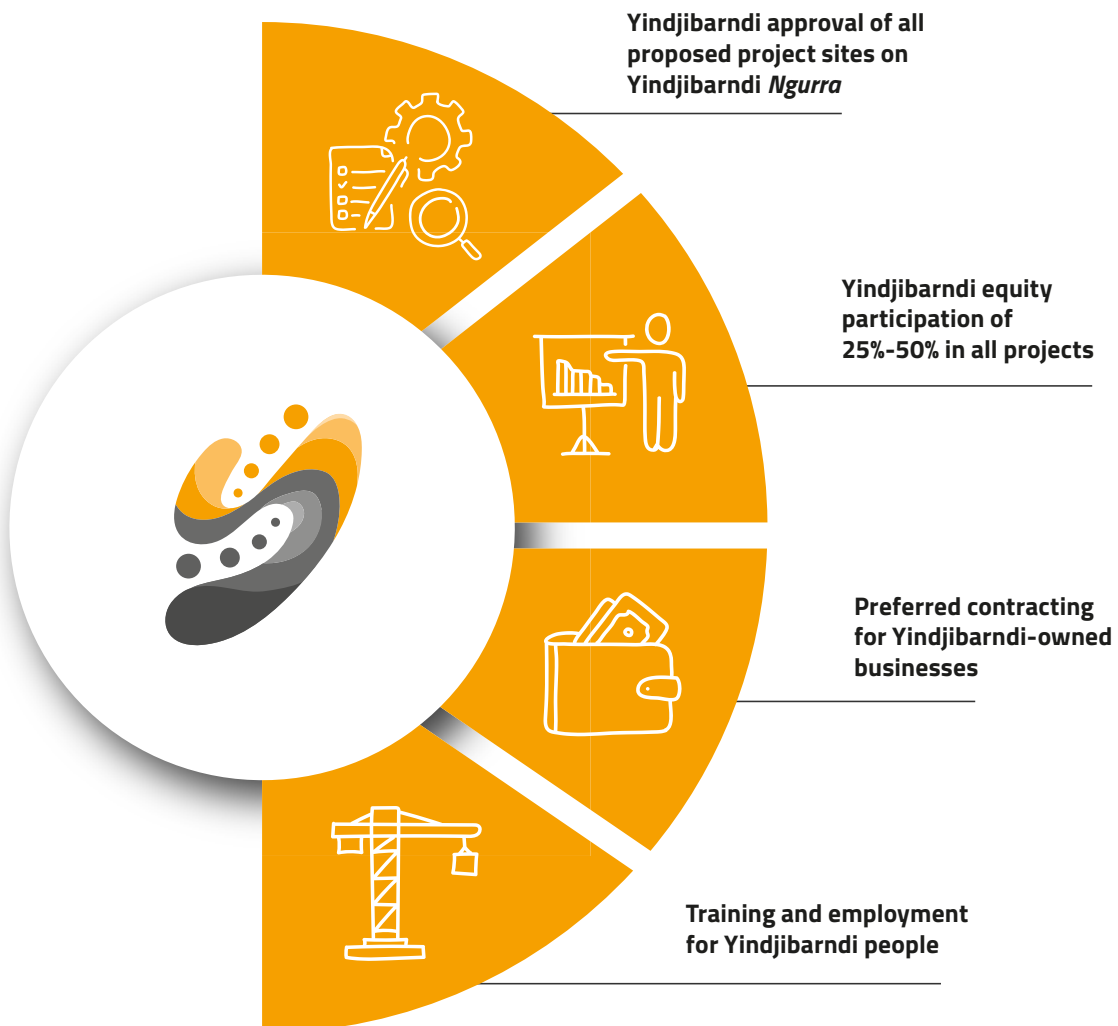 Yindjibarndi approval of all
proposed project sites on
Yindjibarndi Ngurra
Yindjibarndi equity
participation of
25%-50% in all projects
Preferred contracting
for Yindjibarndi-owned
businesses
Training and employment
for Yindjibarndi people